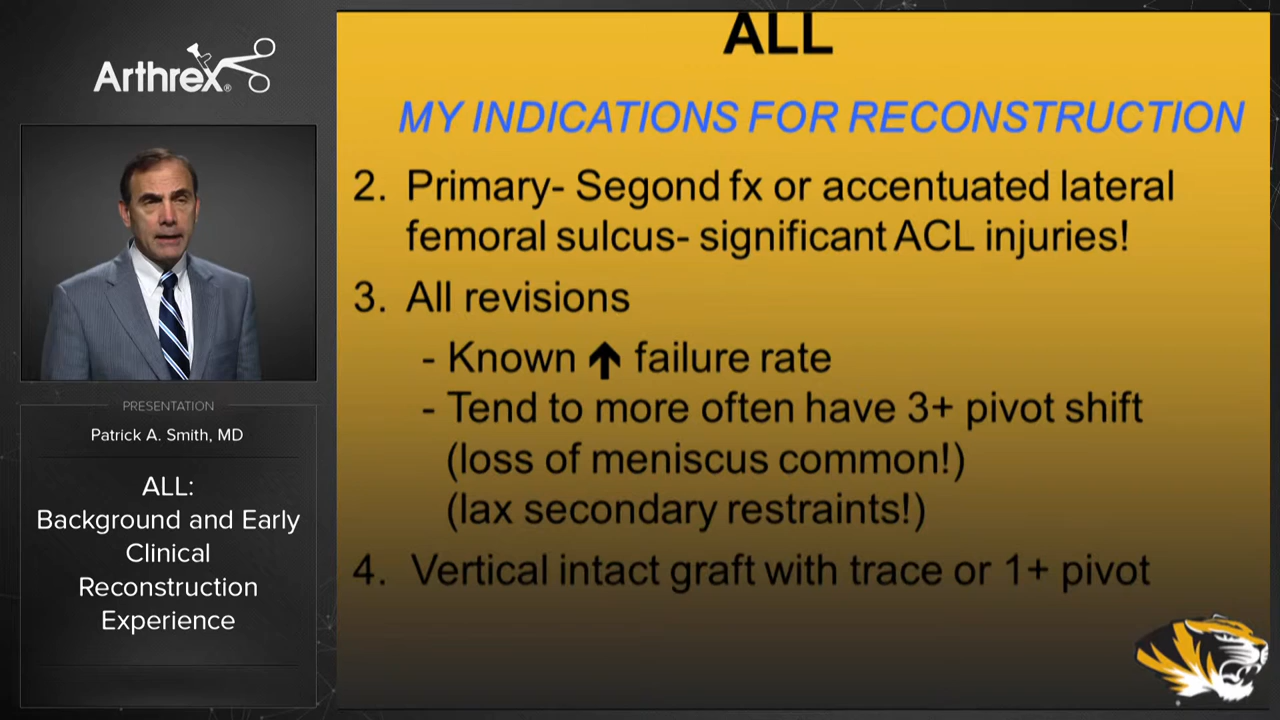 Arthrex®
PRESENTATION
Patrick A. Smith, MD
ALL:
Background and Early
Clinical
Reconstruction
Experience
ALL
MY INDICATIONS FOR RECONSTRUCTION
2. Primary- Segond fx or accentuated lateral
femoral sulcus- significant ACL injuries!
3. All revisions
- Known ↑ failure rate
- Tend to more often have 3+ pivot shift
(loss of meniscus common!)
(lax secondary restraints!)
4. Vertical intact graft with trace or 1+ pivot